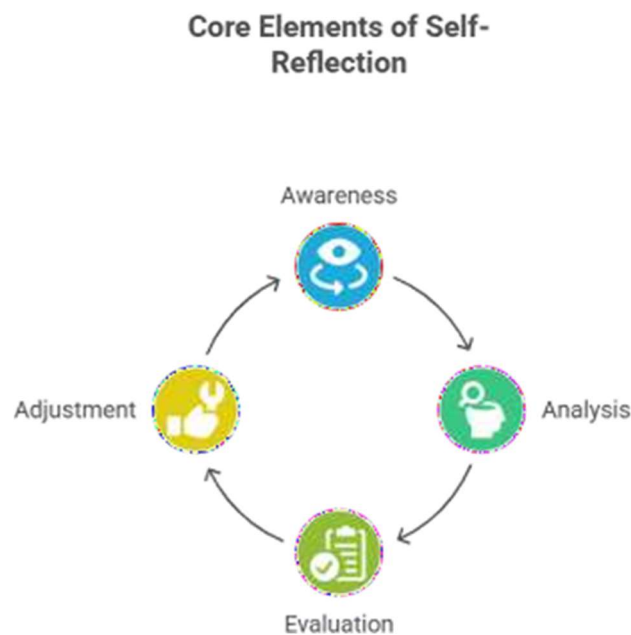 Core Elements of Self-
Reflection
Awareness
Adjustment
Analysis
Evaluation